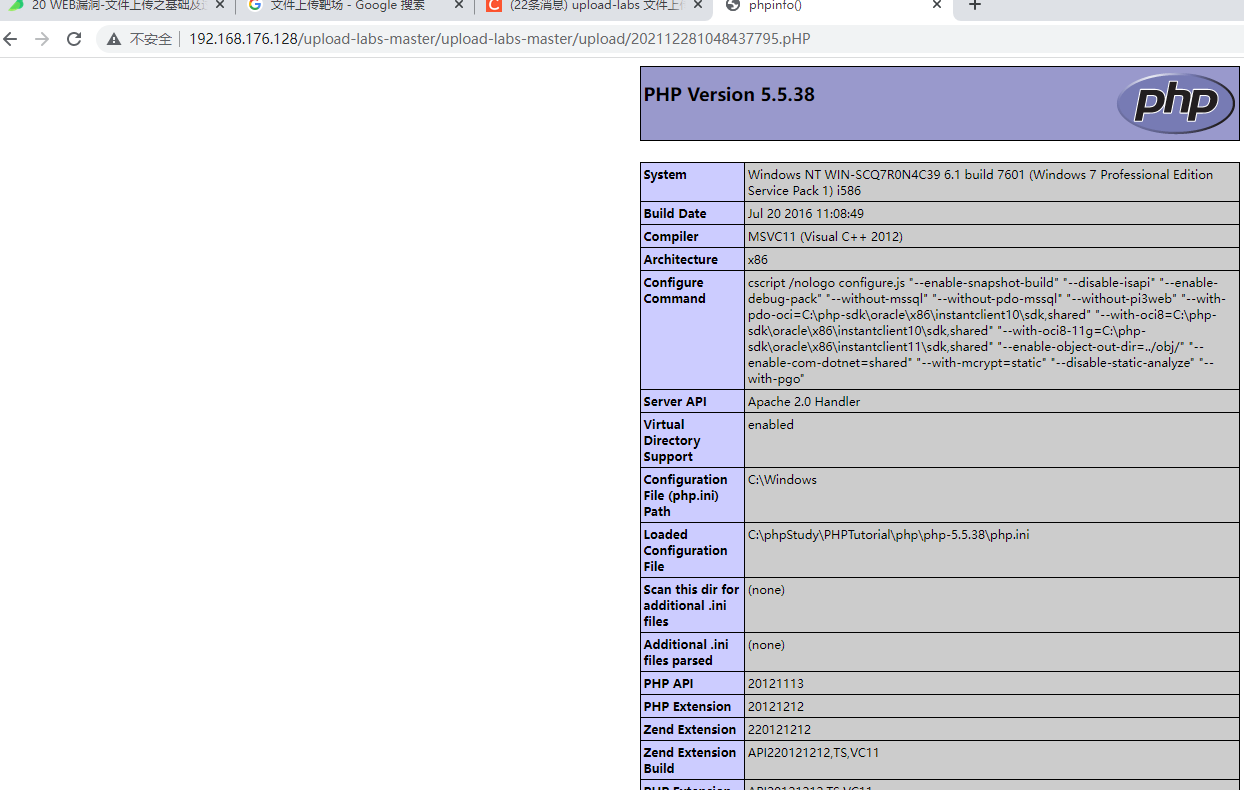 20 WEB漏洞-文件上传之基础及
文件上传靶场 - Google 搜索
(22条消息) upload-labs 文件上
phpinfo()
不安全 192.168.176.128/upload-labs-master/upload-labs-master/upload/202112281048437795.pHP
PHP Version 5.5.38
php
System
Windows NT WIN-SCQ7R0N4C39 6.1 build 7601 (Windows 7 Professional Edition
Service Pack 1) i586
Build Date
Jul 20 2016 11:08:49
Compiler
MSVC11 (Visual C++ 2012)
Architecture
x86
Configure
Command
cscript /nologo configure.js "--enable-snapshot-build" "--disable-isapi" "--enable-
debug-pack" "--without-mssql" "--without-pdo-mssql" "--without-pi3web" "--with-
pdo-oci=C:\php-sdk\oracle\x86\instantclient10\sdk,shared" "--with-oci8=C:\php-
sdk\oracle\x86\instantclient10\sdk,shared" "--with-oci8-11g=C:\php-
sdk\oracle\x86\instantclient11\sdk,shared" "--enable-object-out-dir=../obj/" "--
enable-com-dotnet=shared" "--with-mcrypt=static" "--disable-static-analyze" "--
with-pgo"
Server API
Apache 2.0 Handler
Virtual
Directory
Support
enabled
Configuration
File (php.ini)
Path
C:\Windows
Loaded
Configuration
File
C:\phpStudy\PHPTutorial\php\php-5.5.38\php.ini
Scan this dir for
additional .ini
files
(none)
Additional .ini
files parsed
(none)
PHP API
20121113
PHP Extension
20121212
Zend Extension
220121212
Zend Extension
Build
API220121212,TS,VC11
PHP Extension
API20121212,TS,VC11